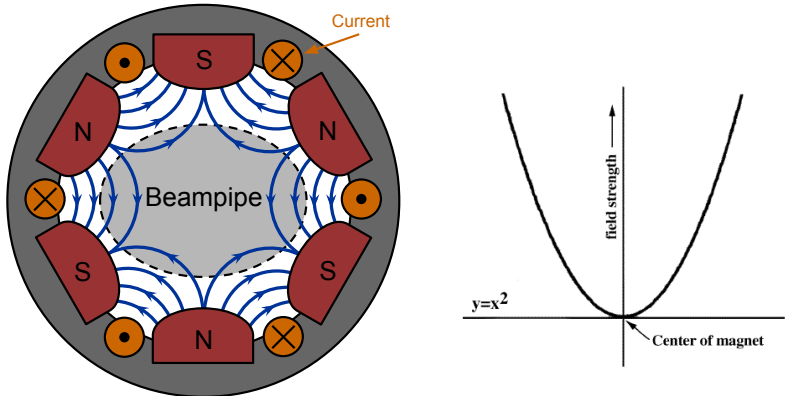 Current
S
N
N
Beampipe
S
S
N
field strength
y=x²
Center of magnet